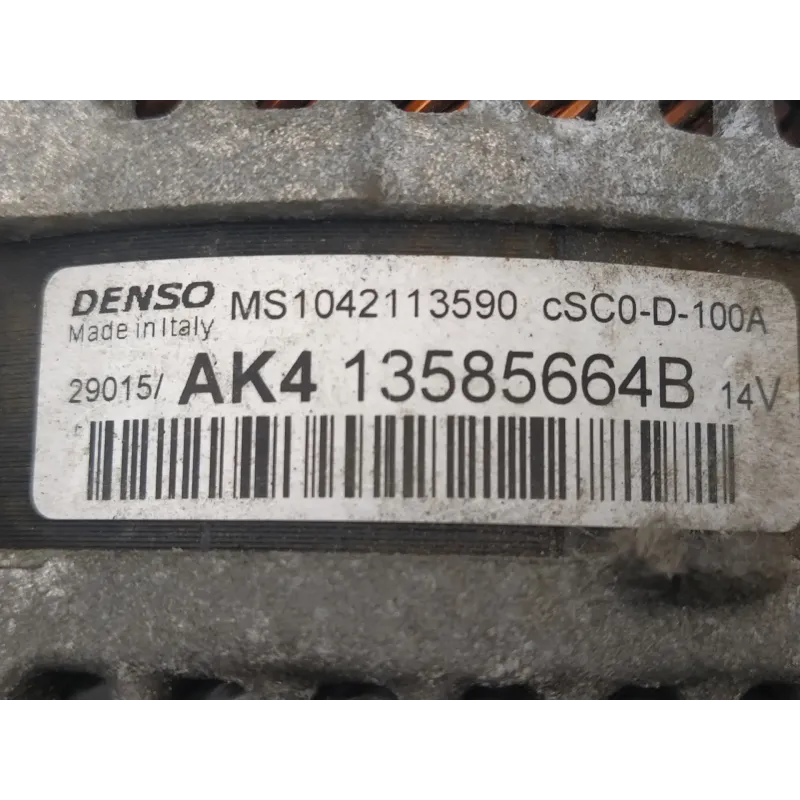 DENSO MS1042113590 cSC0-D-100A
Made in Italy
29015/ AK4 13585664B 14V